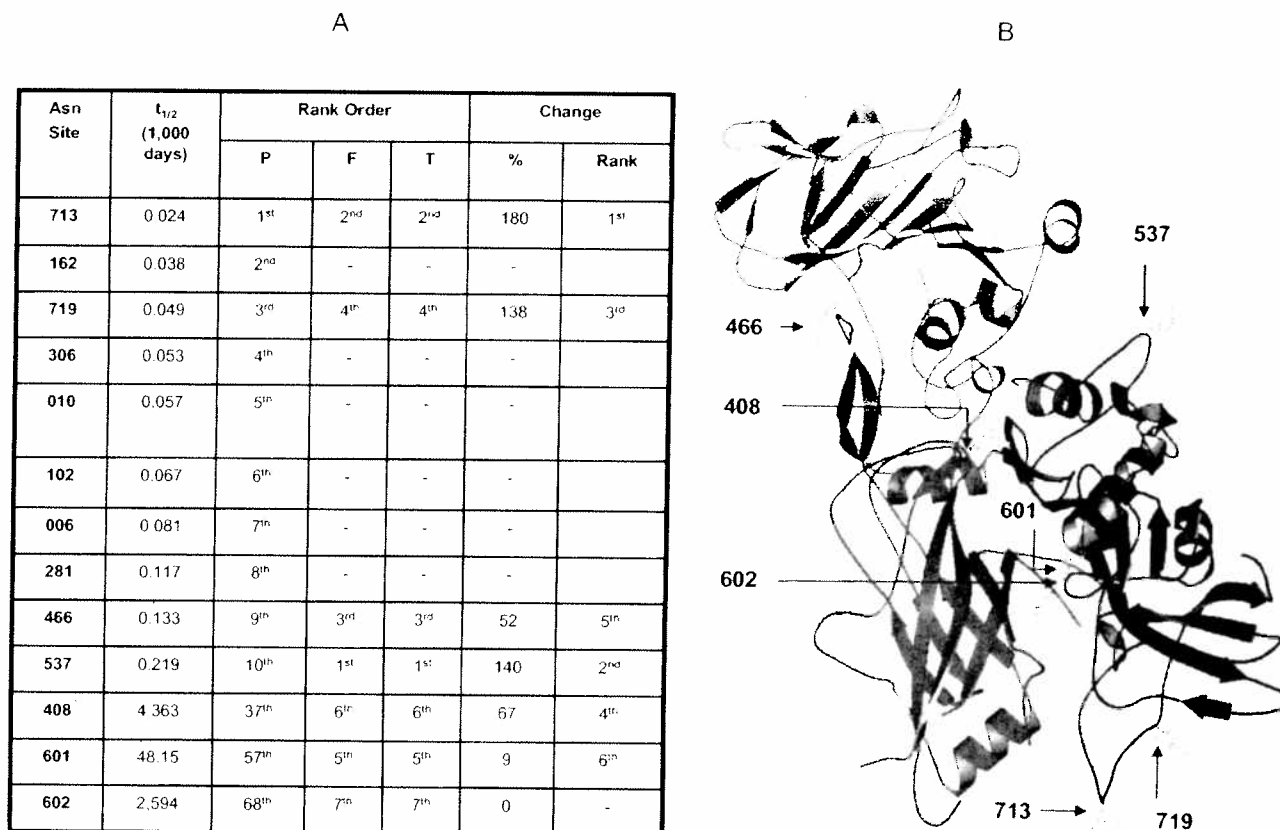 A
B
Asn Site t1/2 (1,000 days) Rank Order Change
P F T % Rank
713 0.024 1st 2nd 2nd 180 1st
162 0.038 2nd - - -
719 0.049 3rd 4th 4th 138 3rd
306 0.053 4th - - -
010 0.057 5th - - -
102 0.067 6th - - -
006 0.081 7th - - -
281 0.117 8th - - -
466 0.133 9th 3rd 3rd 52 5th
537 0.219 10th 1st 1st 140 2nd
408 4.363 37th 6th 6th 67 4th
601 48.15 57th 5th 5th 9 6th
602 2,594 68th 7th 7th 0 -
537
466
408
601
602
713
719